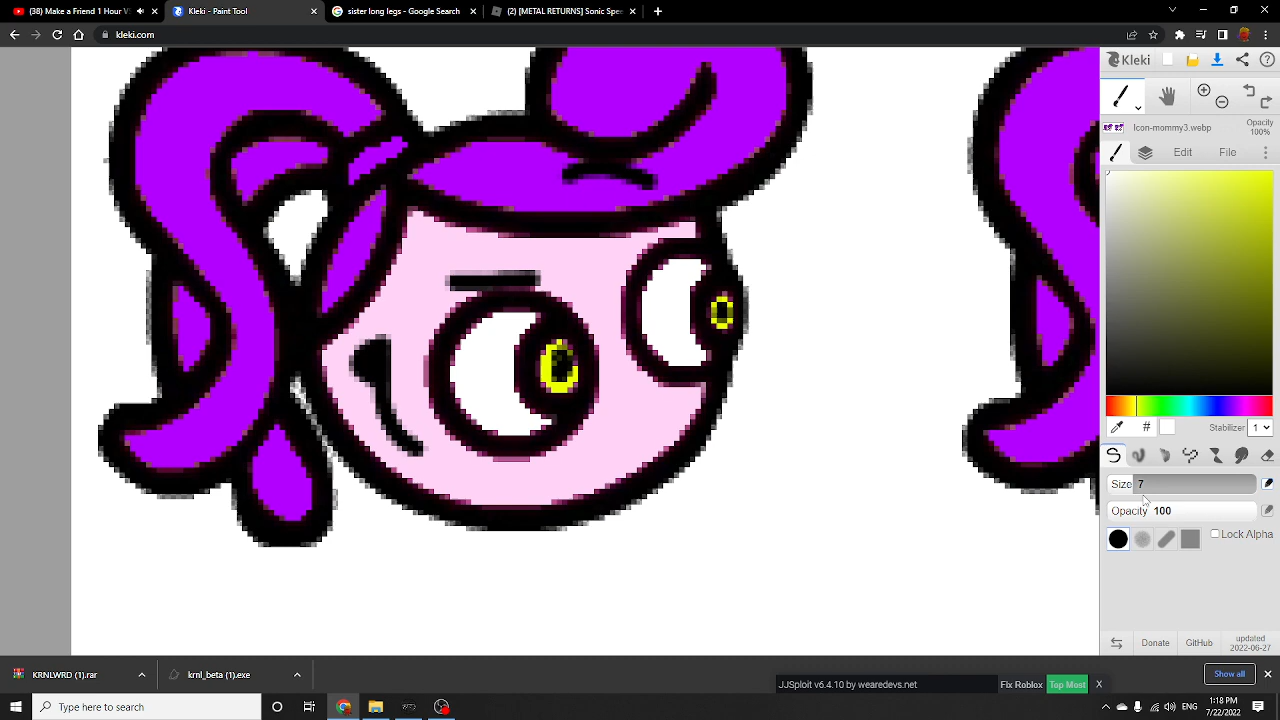 (38) Make a Friend 1 Hour V
Kleki - Paint Tool
sister long legs - Google Search
(2) [METAL RETURNS] Sonic Spe
kleki.com
Kleki
Opacity
icon-mommy3.webp
100%
Edit
#
Stabilizer
1
Size 7
Opacity 100
Lock Alpha
Donate
GitHub
updated
2022-06-27
KRNLWRD (1).rar
krnl_beta (1).exe
JJSploit v6.4.10 by wearedevs.net
Fix Roblox
Top Most
X
Show all
Type here to search
1:18 PM
7/22/2022